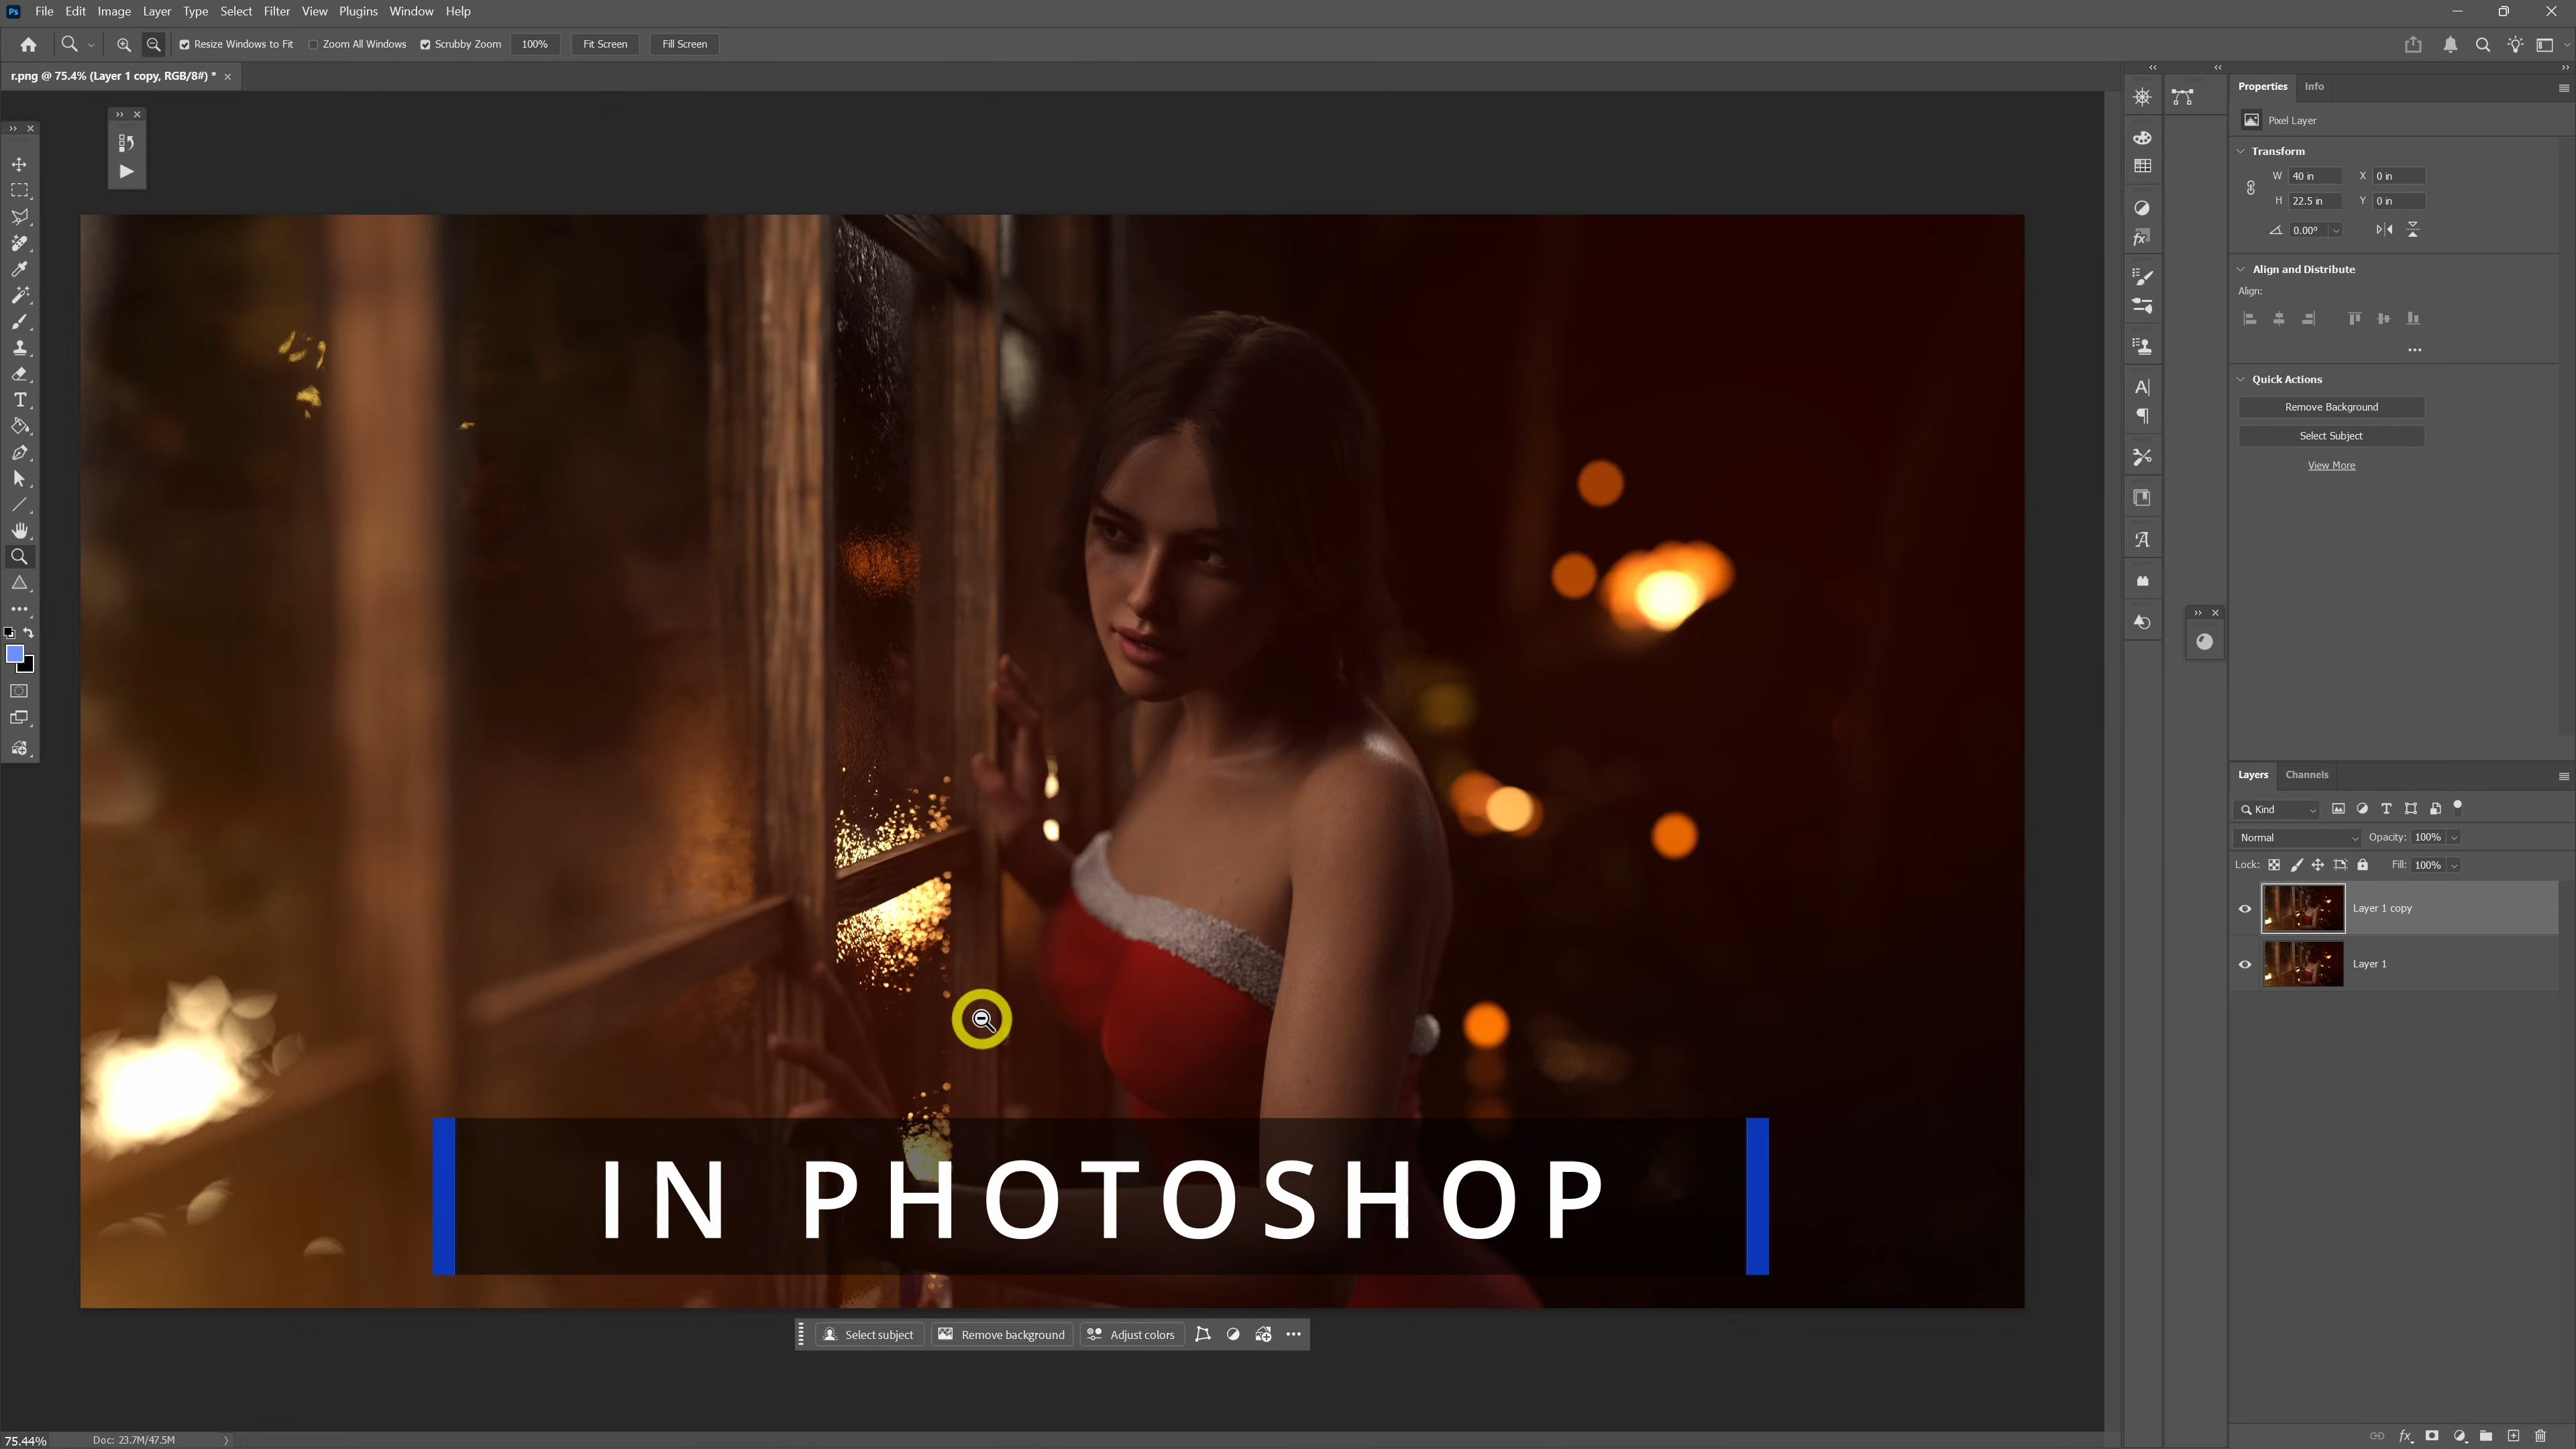 Ps File Edit Image Layer Type Select Filter View Plugins Window Help
Resize Windows to Fit Zoom All Windows Scrubby Zoom 100% Fit Screen Fill Screen
r.png @ 75.4% (Layer 1 copy, RGB/8#) *
Properties Info
Pixel Layer
Transform
W 40 in X 0 in
H 22.5 in Y 0 in
0.00°
Align and Distribute
Align:
Quick Actions
Remove Background
Select Subject
View More
Layers Channels
Kind
Normal Opacity: 100%
Lock: Fill: 100%
Layer 1 copy
Layer 1
IN PHOTOSHOP
Select subject Remove background Adjust colors
75.44% Doc: 23.7M/47.5M